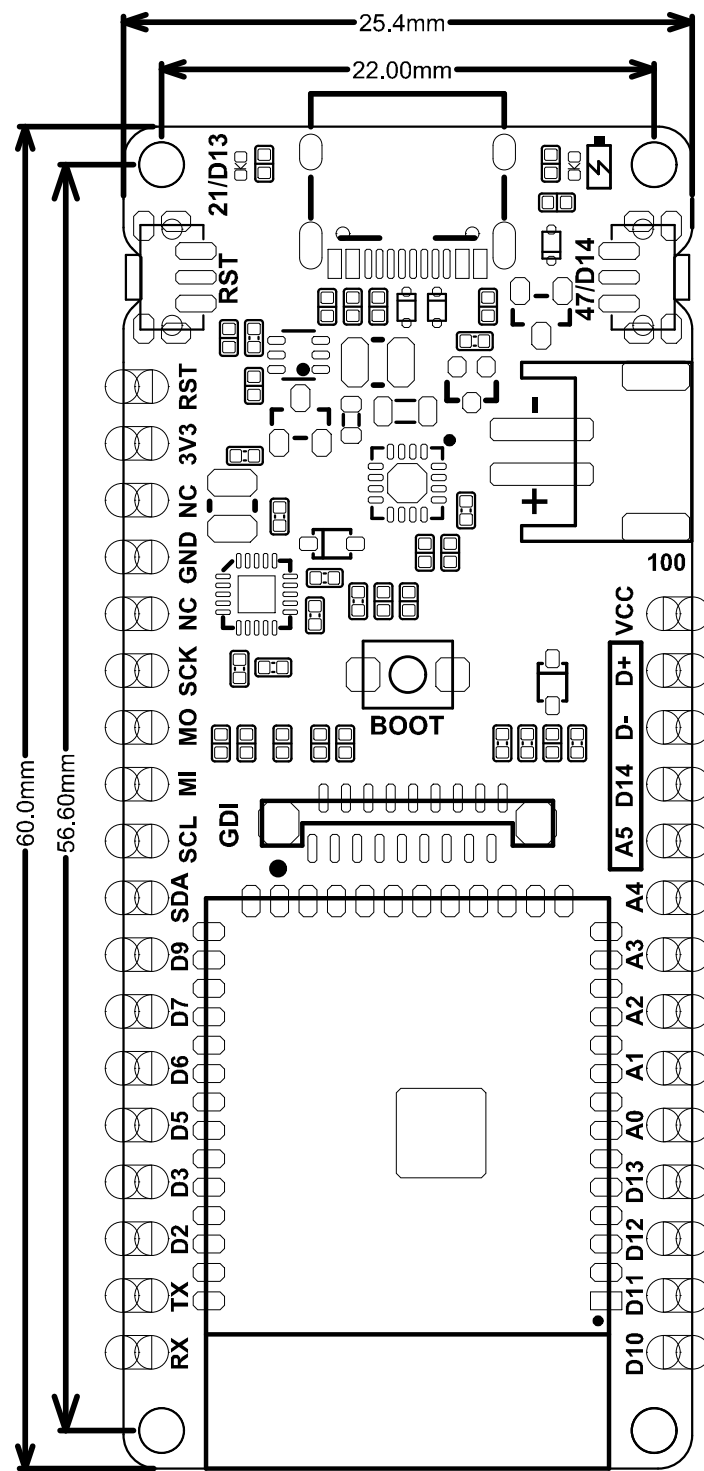 25.4mm
22.00mm
60.0mm
56.60mm
21/D13
47/D14
RST
-
+
100
RST
3V3
NC
GND
NC
SCK
MO
MI
SCL
SDA
D9
D7
D6
D5
D3
D2
TX
RX
BOOT
GDI
VCC
D+
D-
D14
A5
A4
A3
A2
A1
A0
D13
D12
D11
D10